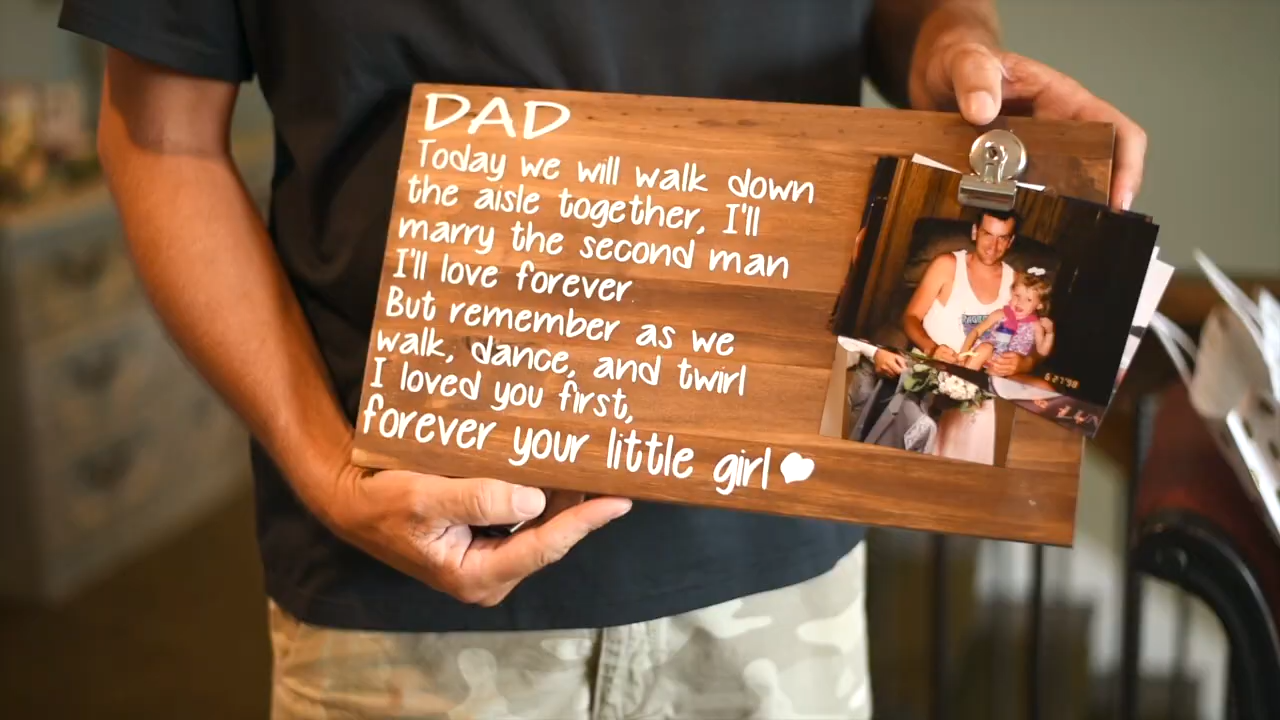 DAD
Today we will walk down
the aisle together, I'll
marry the second man
I'll love forever
But remember as we
walk, dance, and twirl
I loved you first,
forever your little girl